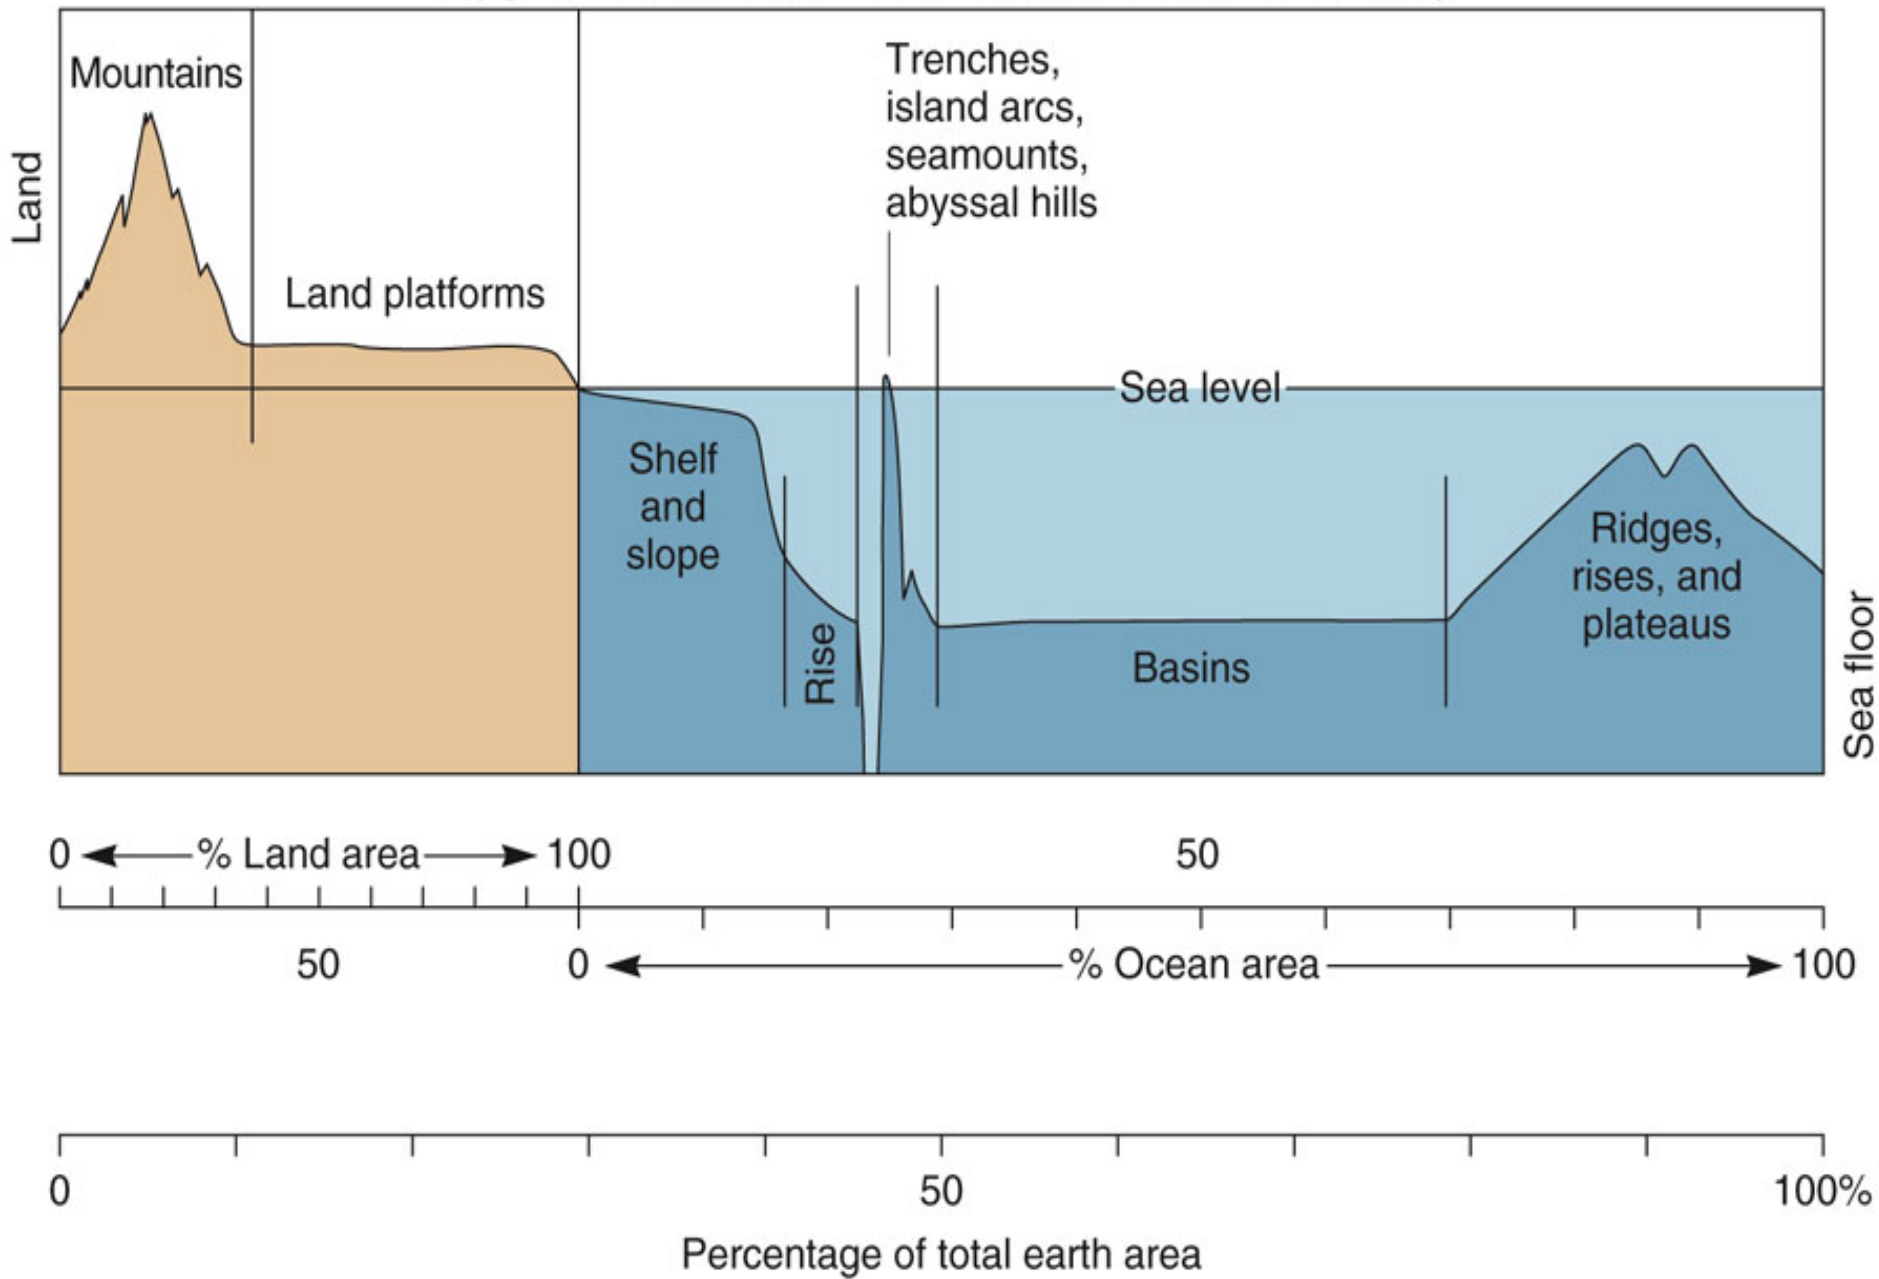 Mountains
Trenches,
island arcs,
seamounts,
abyssal hills
Land
Land platforms
Sea level
Shelf
and
slope
Rise
Basins
Ridges,
rises, and
plateaus
Sea floor
0 % Land area 100 50
50 0 % Ocean area 100
0 50 100%
Percentage of total earth area